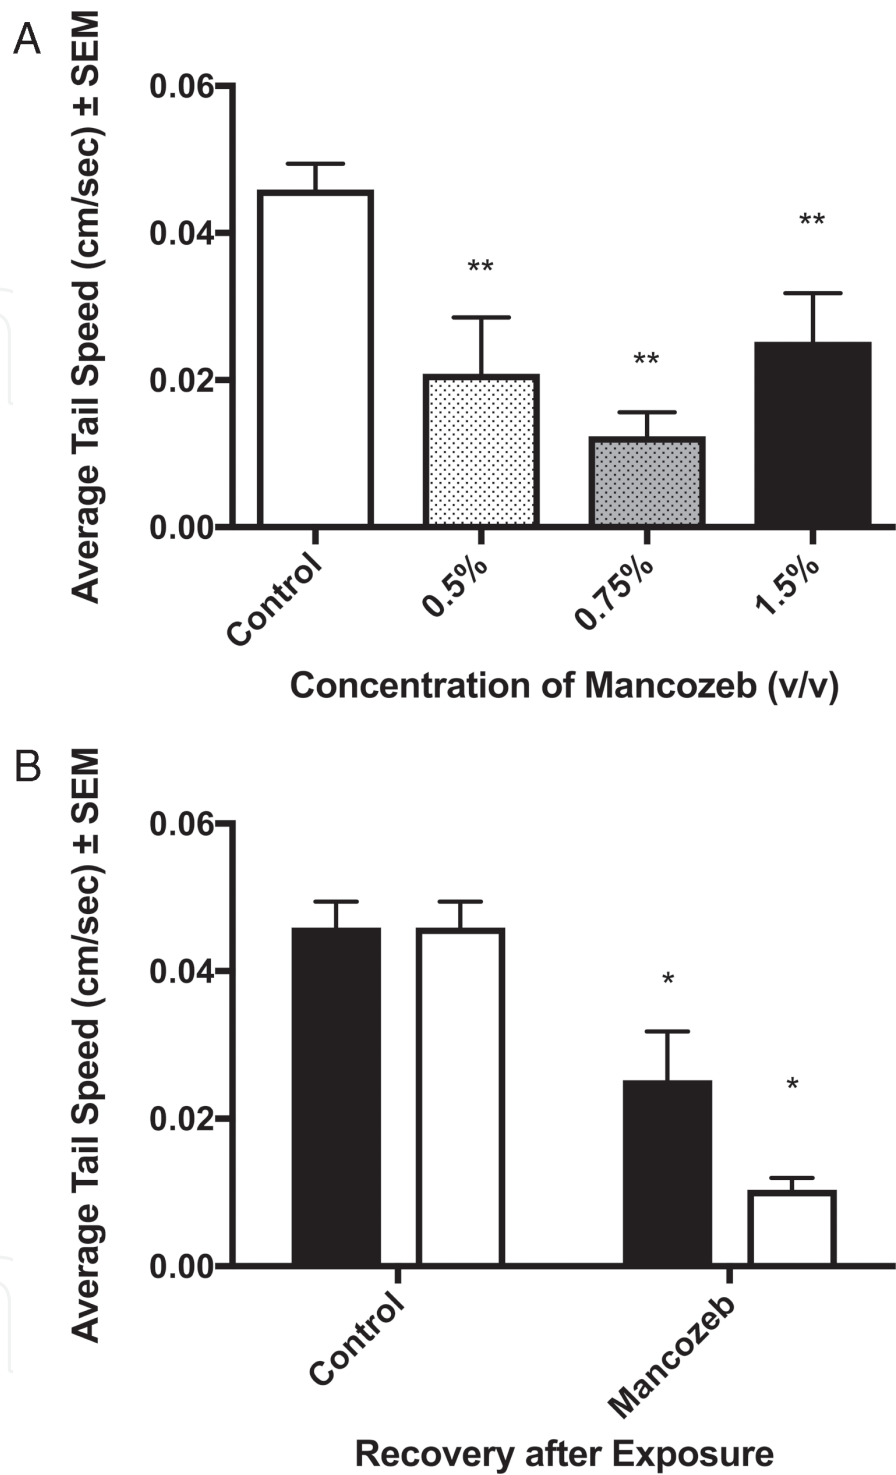 A
Average Tail Speed (cm/sec) ± SEM
0.06
0.04
0.02
0.00
**
**
**
Control
0.5%
0.75%
1.5%
Concentration of Mancozeb (v/v)
B
Average Tail Speed (cm/sec) ± SEM
0.06
0.04
0.02
0.00
*
*
Control
Mancozeb
Recovery after Exposure